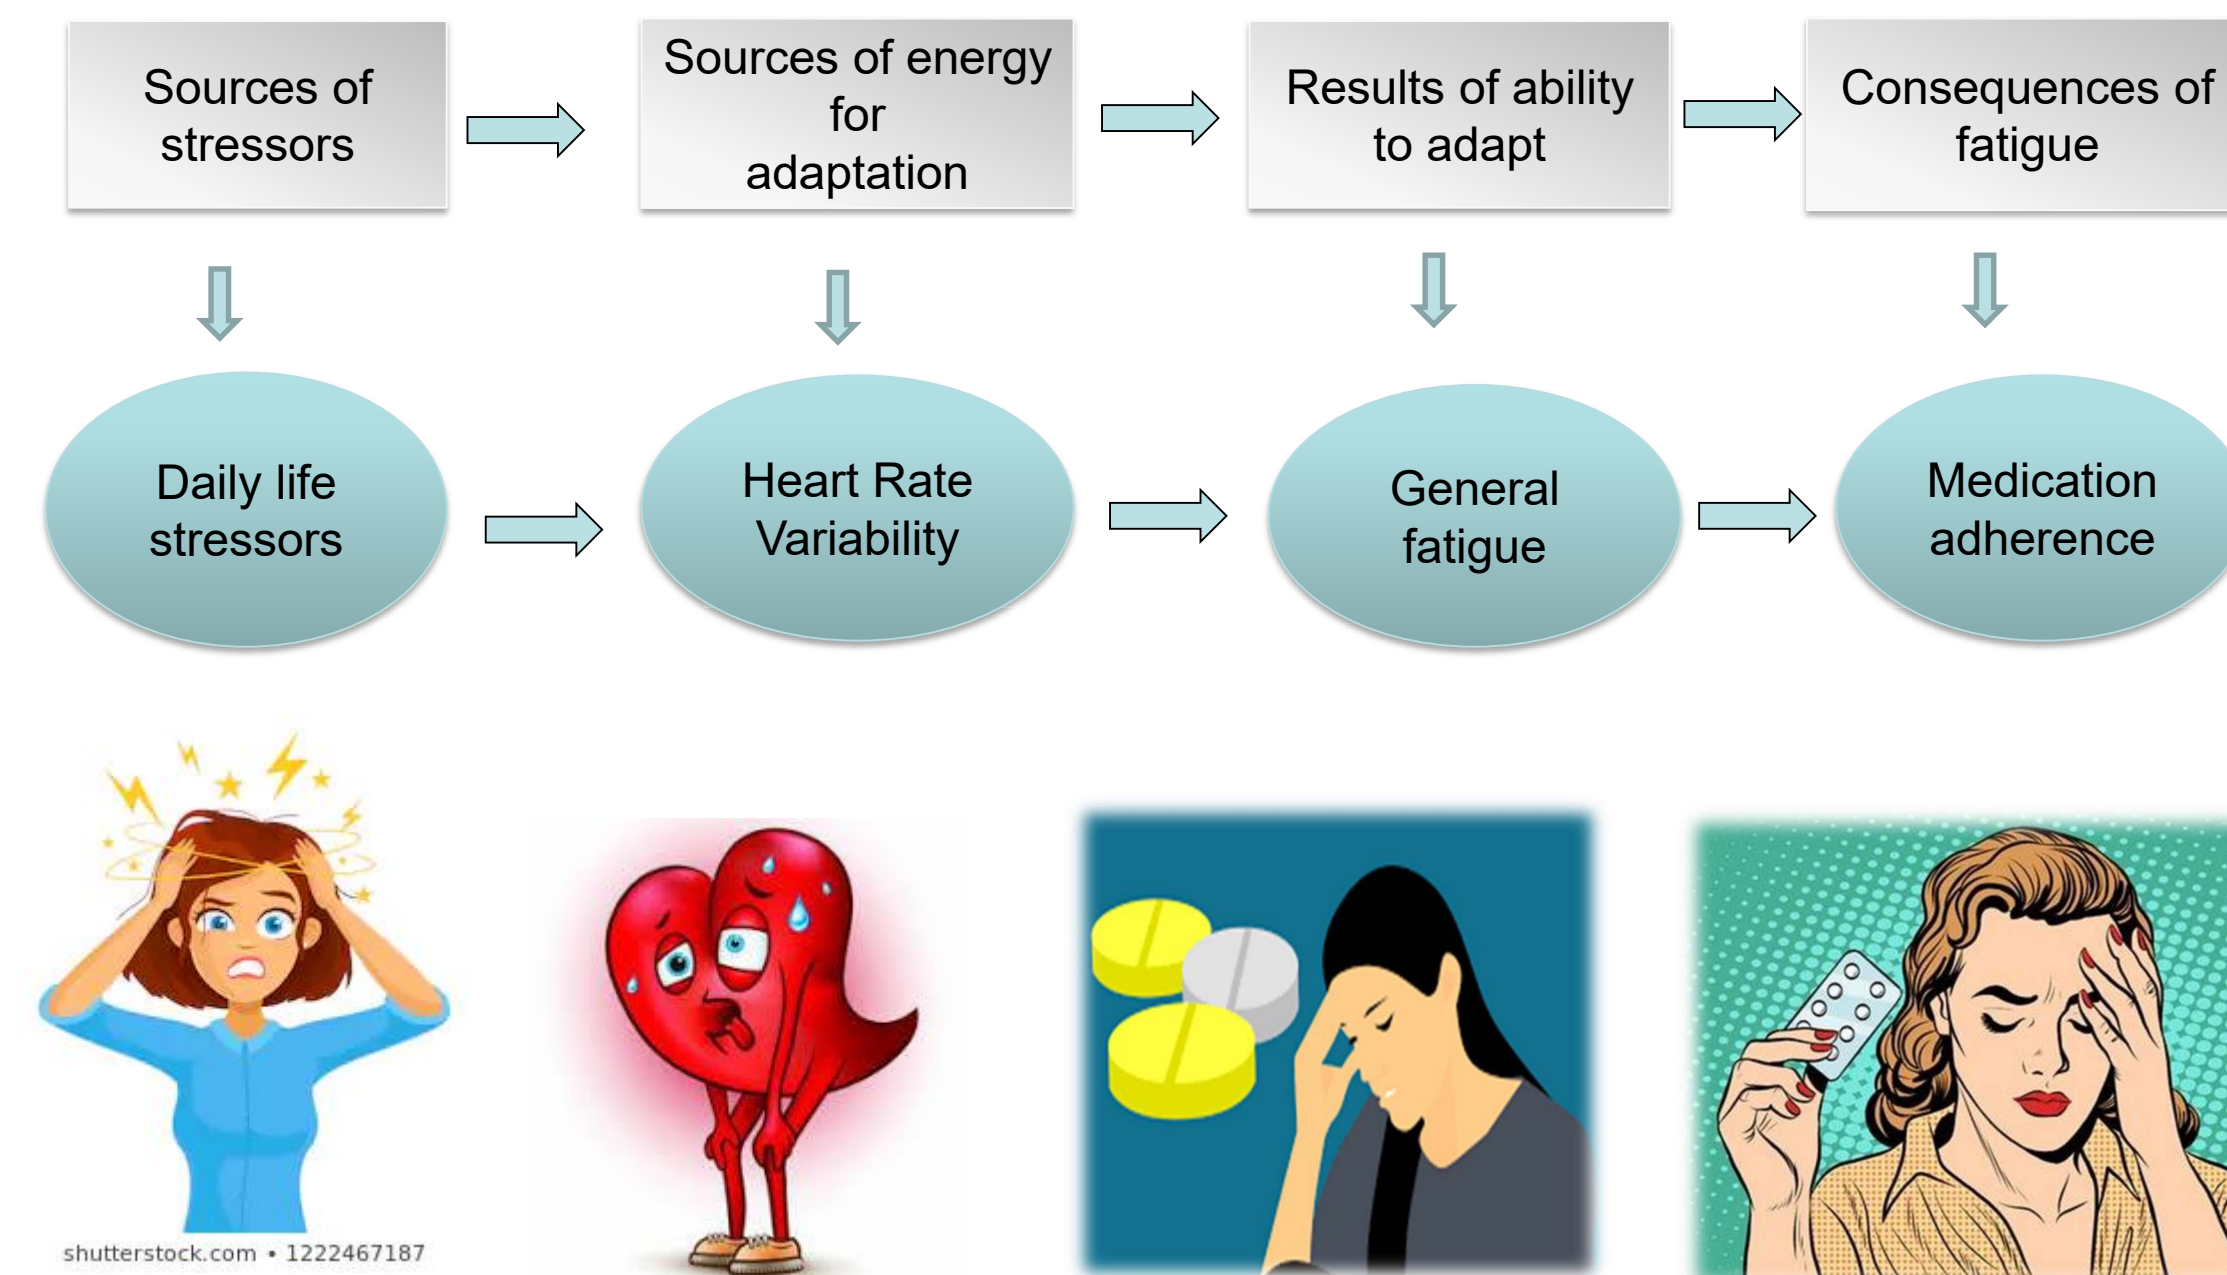 Sources of
stressors
Sources of energy
for
adaptation
Results of ability
to adapt
Consequences of
fatigue
Daily life
stressors
Heart Rate
Variability
General
fatigue
Medication
adherence
shutterstock.com • 1222467187